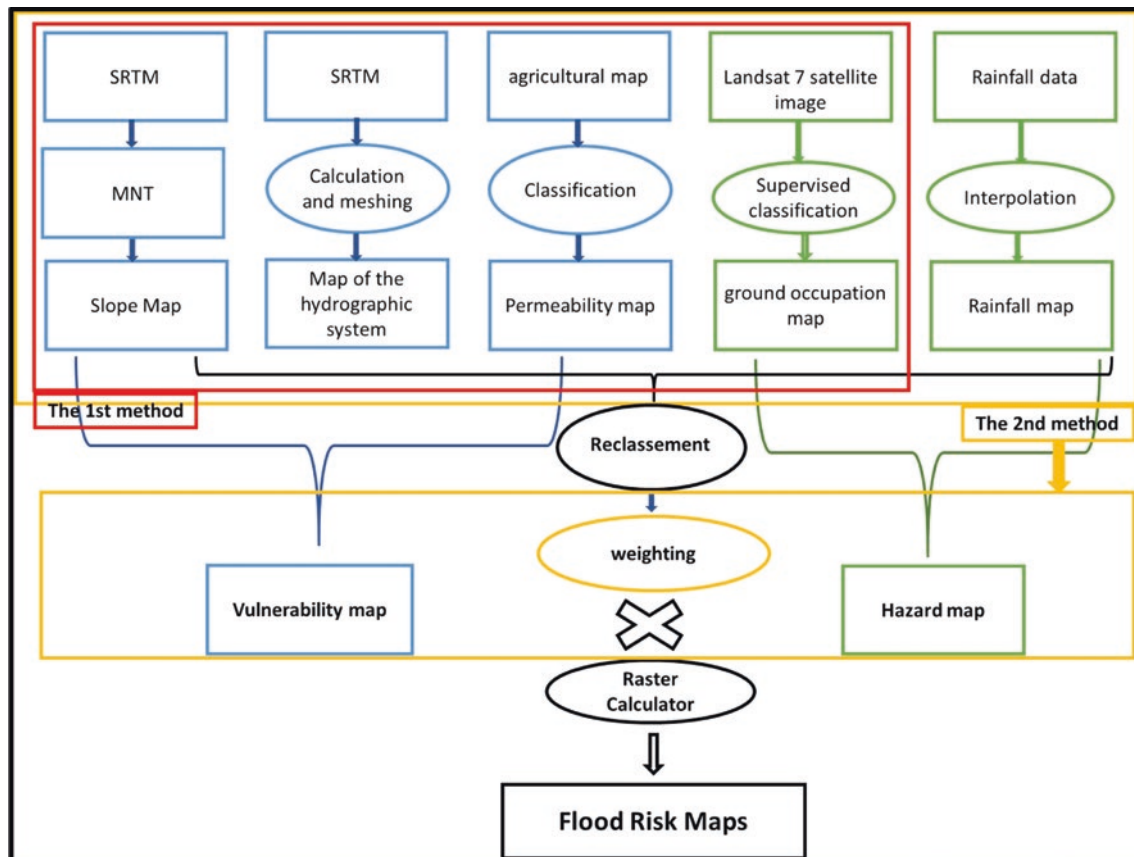 SRTM
SRTM
agricultural map
Landsat 7 satellite
image
Rainfall data
MNT
Calculation
and meshing
Classification
Supervised
classification
Interpolation
Slope Map
Map of the
hydrographic
system
Permeability map
ground occupation
map
Rainfall map
The 1st method
Reclassement
The 2nd method
weighting
Vulnerability map
Hazard map
Raster
Calculator
Flood Risk Maps